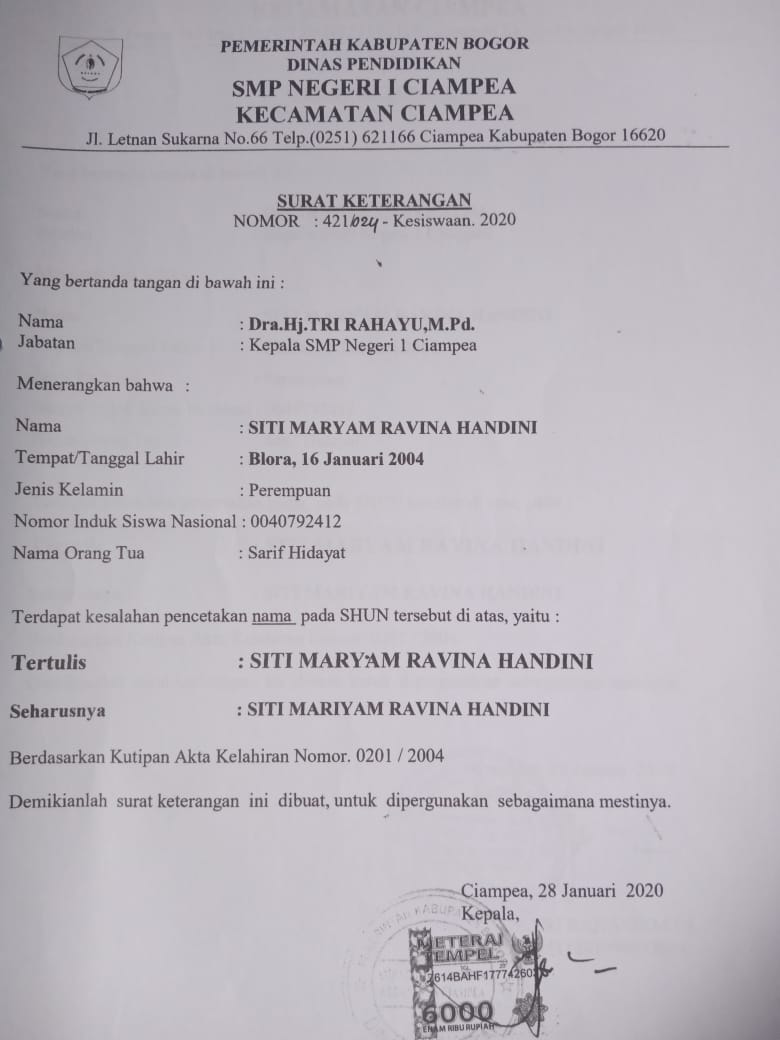 PEMERINTAH KABUPATEN BOGOR
DINAS PENDIDIKAN
SMP NEGERI I CIAMPEA
KECAMATAN CIAMPEA
Jl. Letnan Sukarna No.66 Telp.(0251) 621166 Ciampea Kabupaten Bogor 16620
SURAT KETERANGAN
NOMOR : 421/024 - Kesiswaan. 2020
Yang bertanda tangan di bawah ini :
Nama : Dra.Hj.TRI RAHAYU,M.Pd.
Jabatan : Kepala SMP Negeri 1 Ciampea
Menerangkan bahwa :
Nama : SITI MARYAM RAVINA HANDINI
Tempat/Tanggal Lahir : Blora, 16 Januari 2004
Jenis Kelamin : Perempuan
Nomor Induk Siswa Nasional : 0040792412
Nama Orang Tua : Sarif Hidayat
Terdapat kesalahan pencetakan nama pada SHUN tersebut di atas, yaitu :
Tertulis : SITI MARYAM RAVINA HANDINI
Seharusnya : SITI MARIYAM RAVINA HANDINI
Berdasarkan Kutipan Akta Kelahiran Nomor. 0201 / 2004
Demikianlah surat keterangan ini dibuat, untuk dipergunakan sebagaimana mestinya.
Ciampea, 28 Januari 2020
Kepala,
METERAI
TEMPEL
6000
ENAM RIBU RUPIAH